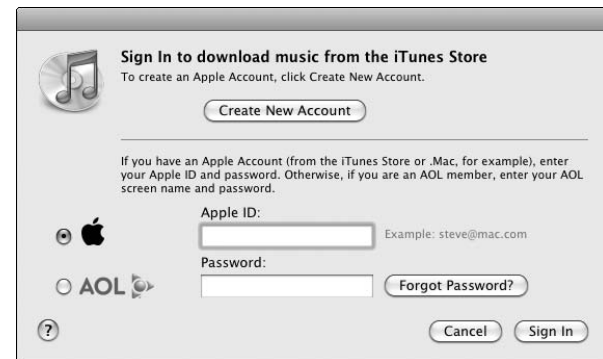 Sign In to download music from the iTunes Store
To create an Apple Account, click Create New Account.
Create New Account
If you have an Apple Account (from the iTunes Store or .Mac, for example), enter
your Apple ID and password. Otherwise, if you are an AOL member, enter your AOL
screen name and password.
Apple ID:
Example: steve@mac.com
Password:
AOL
Forgot Password?
?
Cancel
Sign In